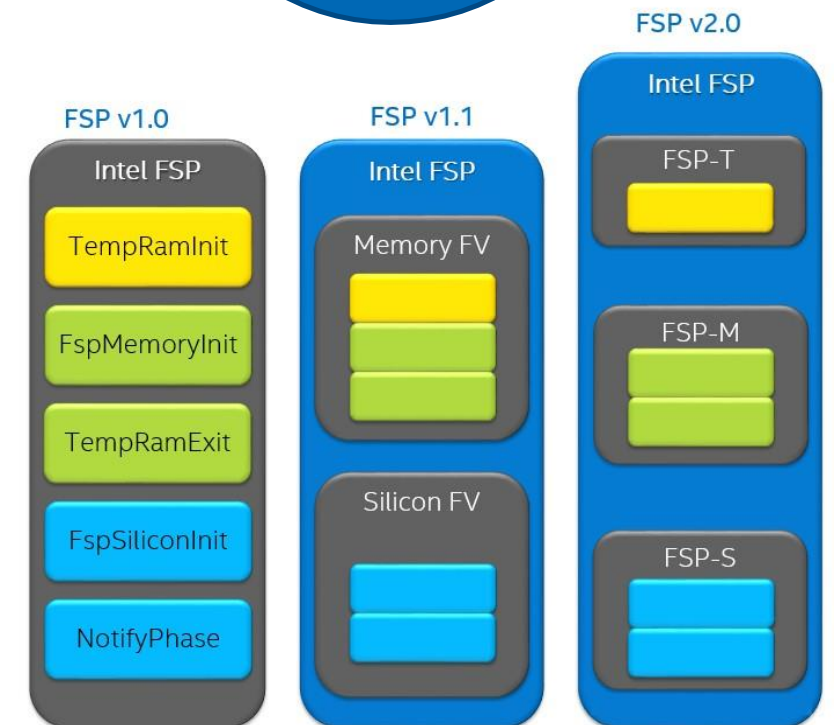 FSP v1.0
Intel FSP
TempRamInit
FspMemoryInit
TempRamExit
FspSiliconInit
NotifyPhase
FSP v1.1
Intel FSP
Memory FV
Silicon FV
FSP v2.0
Intel FSP
FSP-T
FSP-M
FSP-S